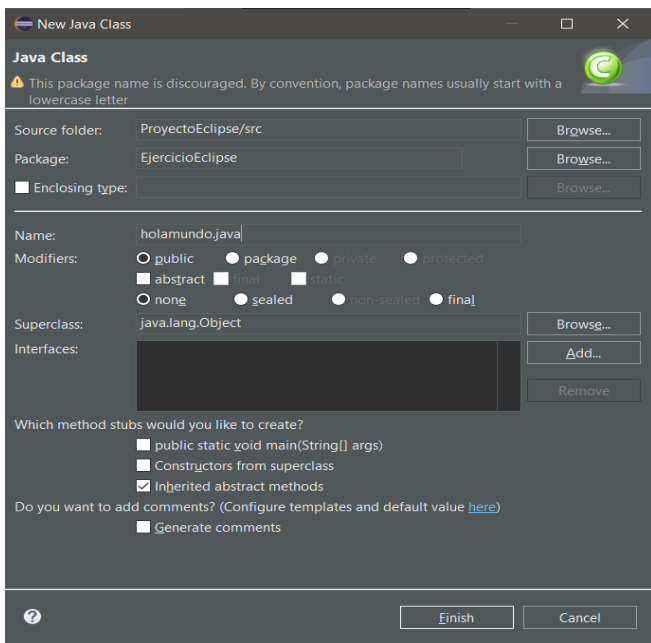 New Java Class
Java Class
This package name is discouraged. By convention, package names usually start with a
lowercase letter
Source folder: ProyectoEclipse/src Browse...
Package: EjercicioEclipse Browse...
Enclosing type: Browse...
Name: holamundo.java
Modifiers: public package private protected
abstract final static
none sealed non-sealed final
Superclass: java.lang.Object Browse...
Interfaces: Add...
Remove
Which method stubs would you like to create?
public static void main(String[] args)
Constructors from superclass
Inherited abstract methods
Do you want to add comments? (Configure templates and default value here)
Generate comments
? Finish Cancel